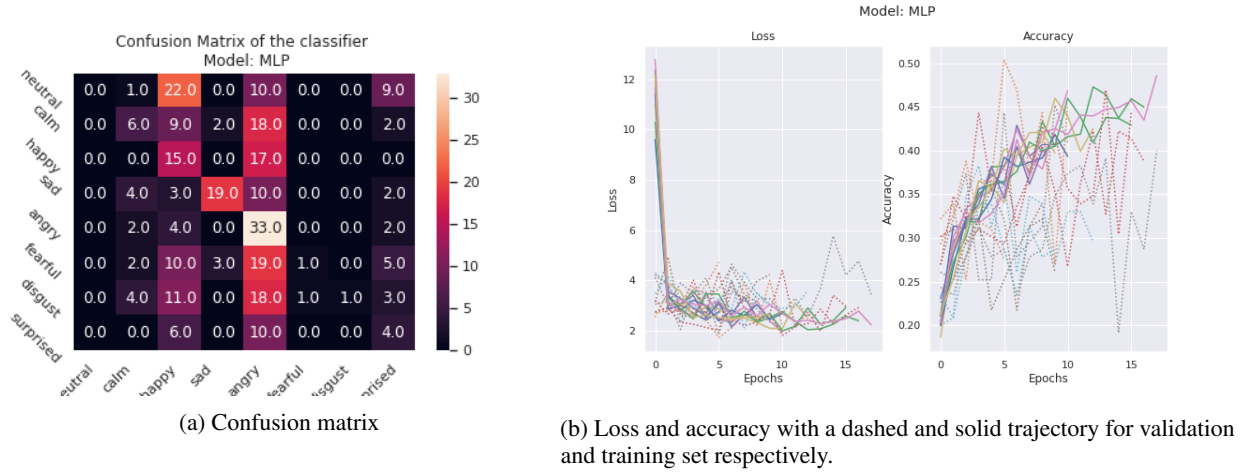 Confusion Matrix of the classifier
Model: MLP
neutral 0.0 1.0 22.0 0.0 10.0 0.0 0.0 9.0
calm 0.0 6.0 9.0 2.0 18.0 0.0 0.0 2.0
happy 0.0 0.0 15.0 0.0 17.0 0.0 0.0 0.0
sad 0.0 4.0 3.0 19.0 10.0 0.0 0.0 2.0
angry 0.0 2.0 4.0 0.0 33.0 0.0 0.0 2.0
fearful 0.0 2.0 10.0 3.0 19.0 1.0 0.0 5.0
disgust 0.0 4.0 11.0 0.0 18.0 1.0 1.0 3.0
surprised 0.0 0.0 6.0 0.0 10.0 0.0 0.0 4.0
eutral calm happy sad angry fearful disgust prised
30
25
20
15
10
5
0
(a) Confusion matrix
Model: MLP
Loss
12
10
8
6
4
2
Loss
0 5 10 15
Epochs
Accuracy
0.50
0.45
0.40
0.35
0.30
0.25
0.20
Accuracy
0 5 10 15
Epochs
(b) Loss and accuracy with a dashed and solid trajectory for validation
and training set respectively.